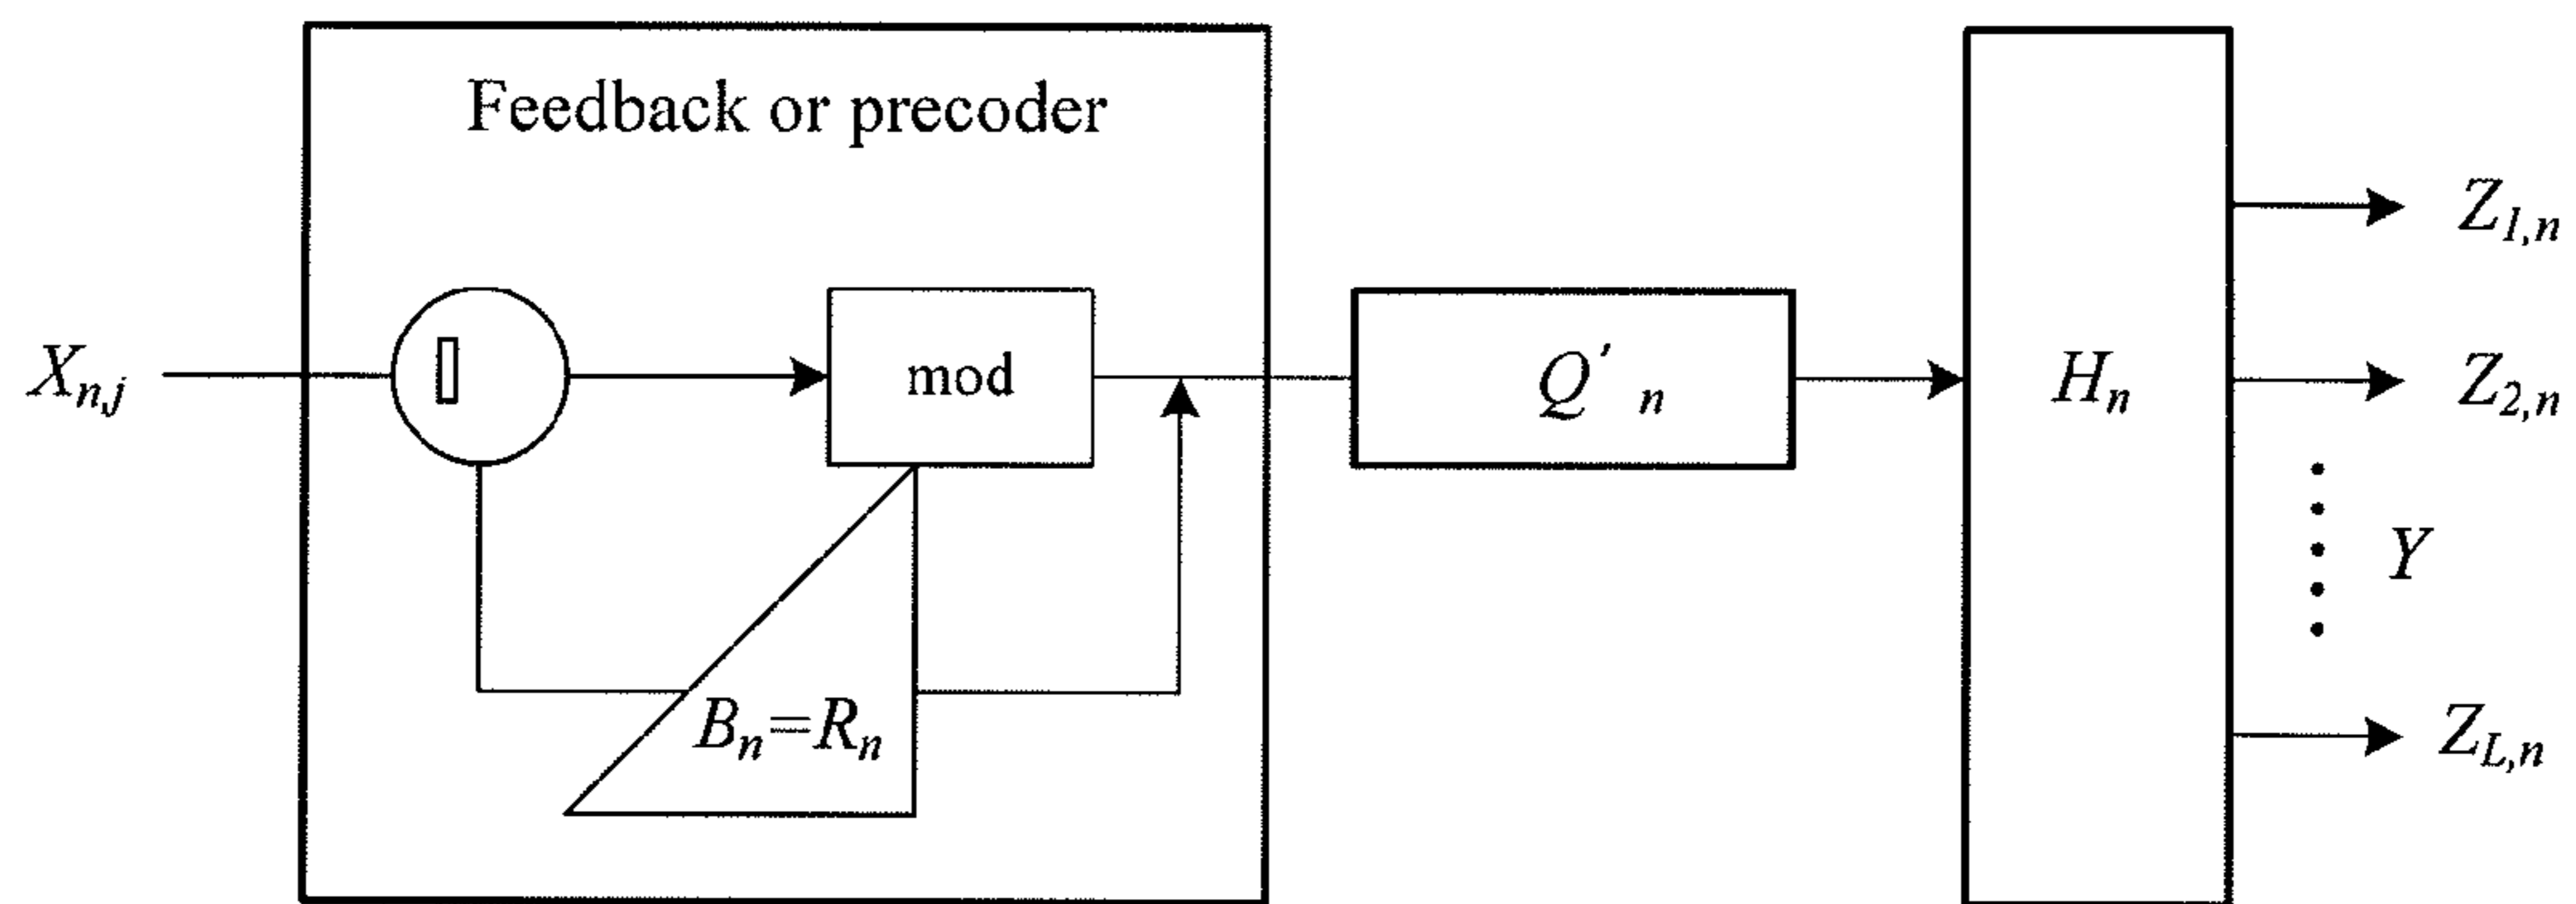 Feedback or precoder
X_{n,j}
mod
Q'_n
H_n
Z_{1,n}
Z_{2,n}
Y
Z_{L,n}
B_n=R_n